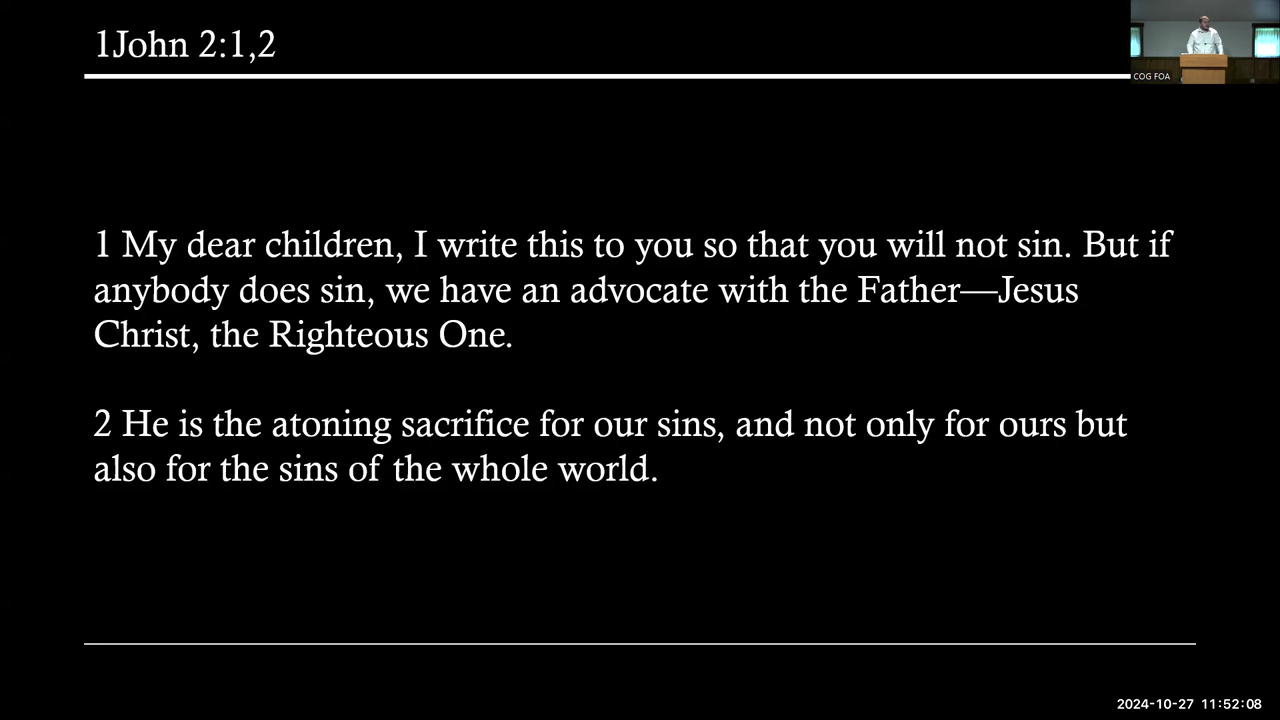 1John 2:1,2
COG FOA
1 My dear children, I write this to you so that you will not sin. But if
anybody does sin, we have an advocate with the Father—Jesus
Christ, the Righteous One.
2 He is the atoning sacrifice for our sins, and not only for ours but
also for the sins of the whole world.
2024-10-27 11:52:08